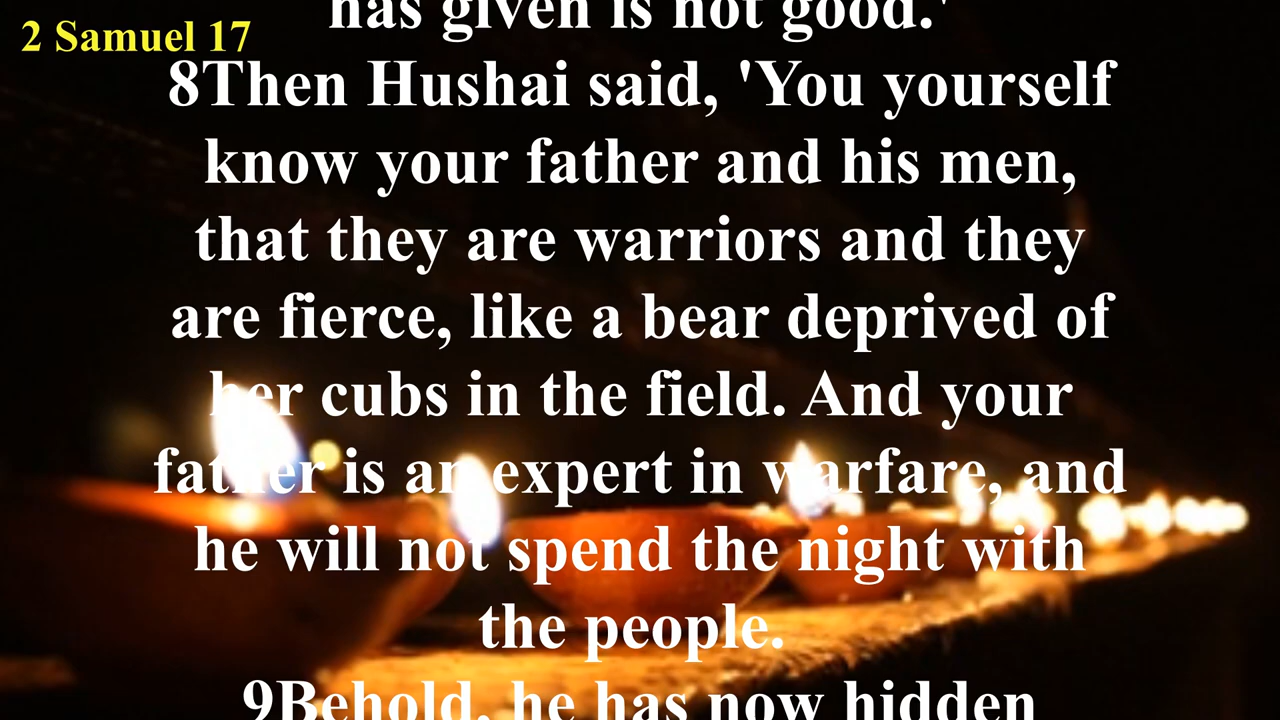 2 Samuel 17
has given is not good.'
8Then Hushai said, 'You yourself
know your father and his men,
that they are warriors and they
are fierce, like a bear deprived of
her cubs in the field. And your
father is an expert in warfare, and
he will not spend the night with
the people.
9Behold, he has now hidden